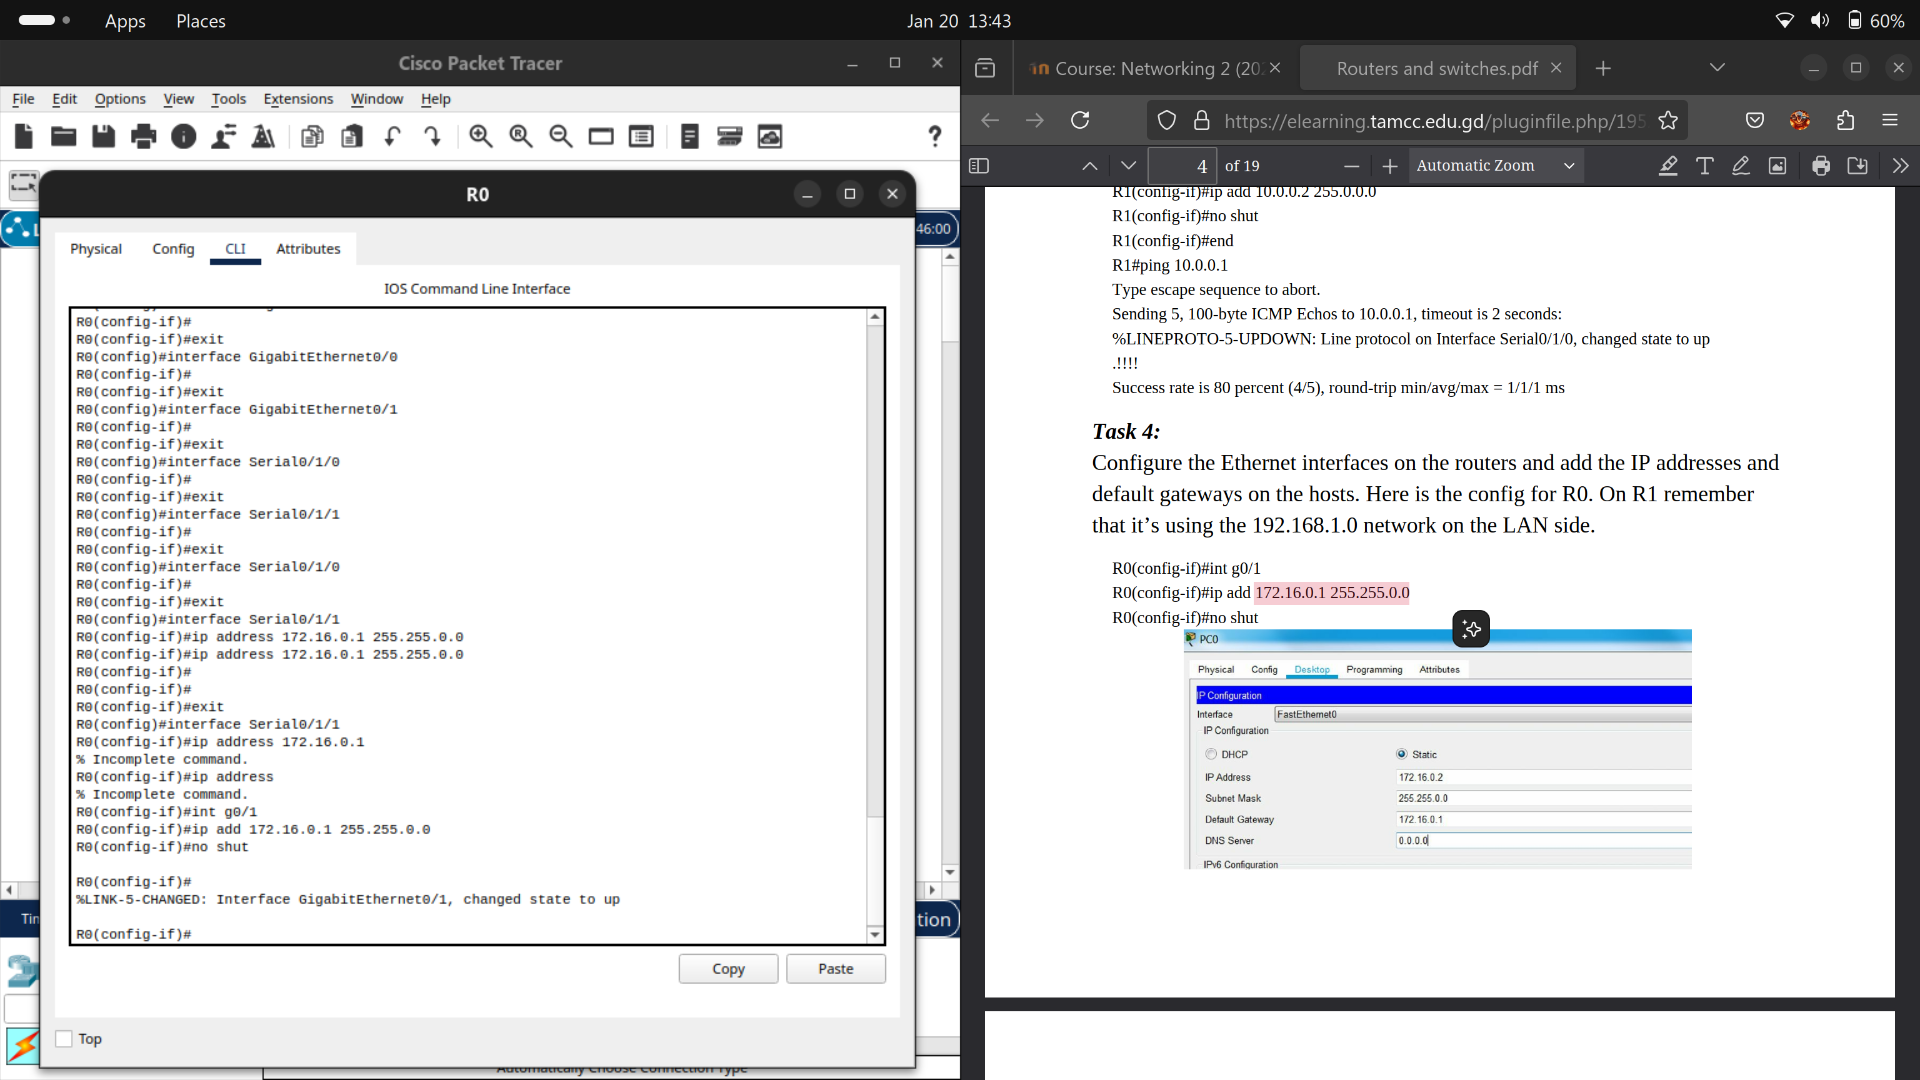 Apps
Places
Jan 20 13:43
60%
Cisco Packet Tracer
File Edit Options View Tools Extensions Window Help
?
R0
46:00
Physical Config CLI Attributes
IOS Command Line Interface
R0(config-if)#
R0(config-if)#exit
R0(config)#interface GigabitEthernet0/0
R0(config-if)#
R0(config-if)#exit
R0(config)#interface GigabitEthernet0/1
R0(config-if)#
R0(config-if)#exit
R0(config)#interface Serial0/1/0
R0(config-if)#
R0(config-if)#exit
R0(config)#interface Serial0/1/1
R0(config-if)#
R0(config-if)#exit
R0(config)#interface Serial0/1/0
R0(config-if)#
R0(config-if)#exit
R0(config)#interface Serial0/1/1
R0(config-if)#ip address 172.16.0.1 255.255.0.0
R0(config-if)#ip address 172.16.0.1 255.255.0.0
R0(config-if)#
R0(config-if)#
R0(config-if)#exit
R0(config)#interface Serial0/1/1
R0(config-if)#ip address 172.16.0.1
% Incomplete command.
R0(config-if)#ip address
% Incomplete command.
R0(config-if)#int g0/1
R0(config-if)#ip add 172.16.0.1 255.255.0.0
R0(config-if)#no shut
R0(config-if)#
%LINK-5-CHANGED: Interface GigabitEthernet0/1, changed state to up
R0(config-if)#
Copy
Paste
Top
Tin
tion
Automatically Choose Connection Type
Course: Networking 2 (20
Routers and switches.pdf
https://elearning.tamcc.edu.gd/pluginfile.php/195
4 of 19
Automatic Zoom
R1(config-if)#ip add 10.0.0.2 255.0.0.0
R1(config-if)#no shut
R1(config-if)#end
R1#ping 10.0.0.1
Type escape sequence to abort.
Sending 5, 100-byte ICMP Echos to 10.0.0.1, timeout is 2 seconds:
%LINEPROTO-5-UPDOWN: Line protocol on Interface Serial0/1/0, changed state to up
.!!!!
Success rate is 80 percent (4/5), round-trip min/avg/max = 1/1/1 ms
Task 4:
Configure the Ethernet interfaces on the routers and add the IP addresses and
default gateways on the hosts. Here is the config for R0. On R1 remember
that it’s using the 192.168.1.0 network on the LAN side.
R0(config-if)#int g0/1
R0(config-if)#ip add 172.16.0.1 255.255.0.0
R0(config-if)#no shut
PC0
Physical Config Desktop Programming Attributes
IP Configuration
Interface FastEthernet0
IP Configuration
DHCP Static
IP Address 172.16.0.2
Subnet Mask 255.255.0.0
Default Gateway 172.16.0.1
DNS Server 0.0.0.0
IPv6 Configuration